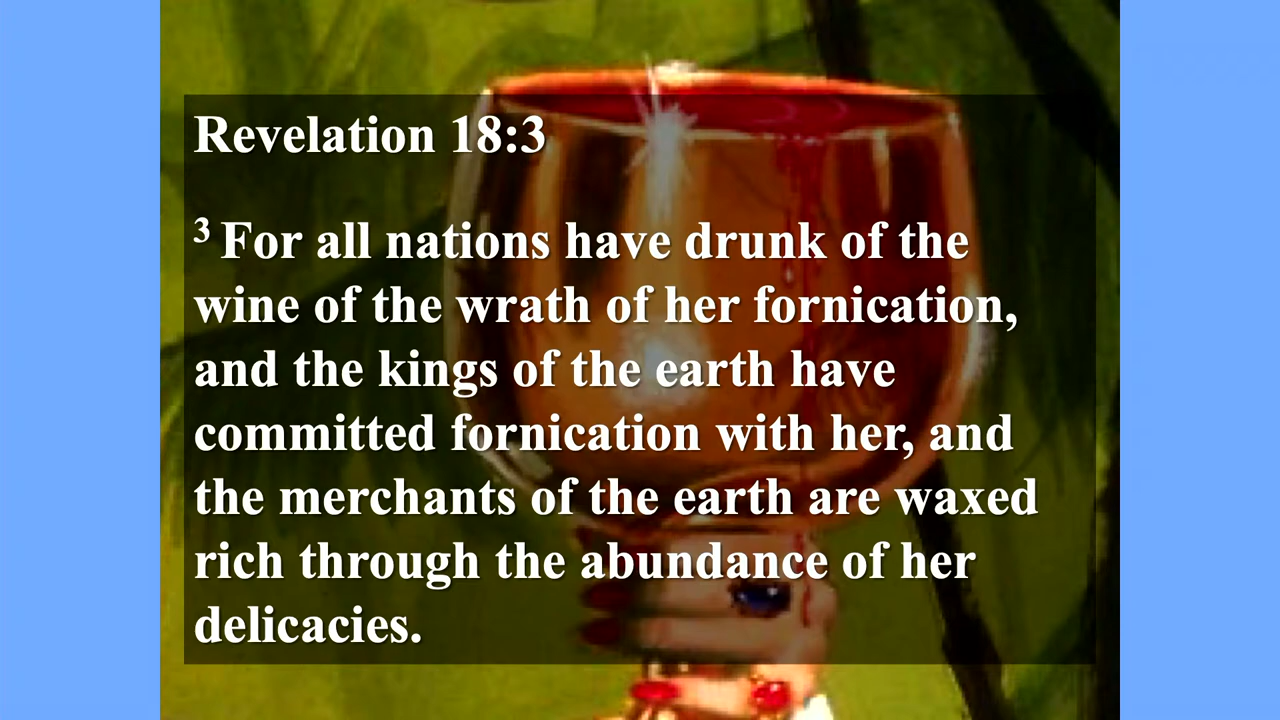 Revelation 18:3
3 For all nations have drunk of the
wine of the wrath of her fornication,
and the kings of the earth have
committed fornication with her, and
the merchants of the earth are waxed
rich through the abundance of her
delicacies.